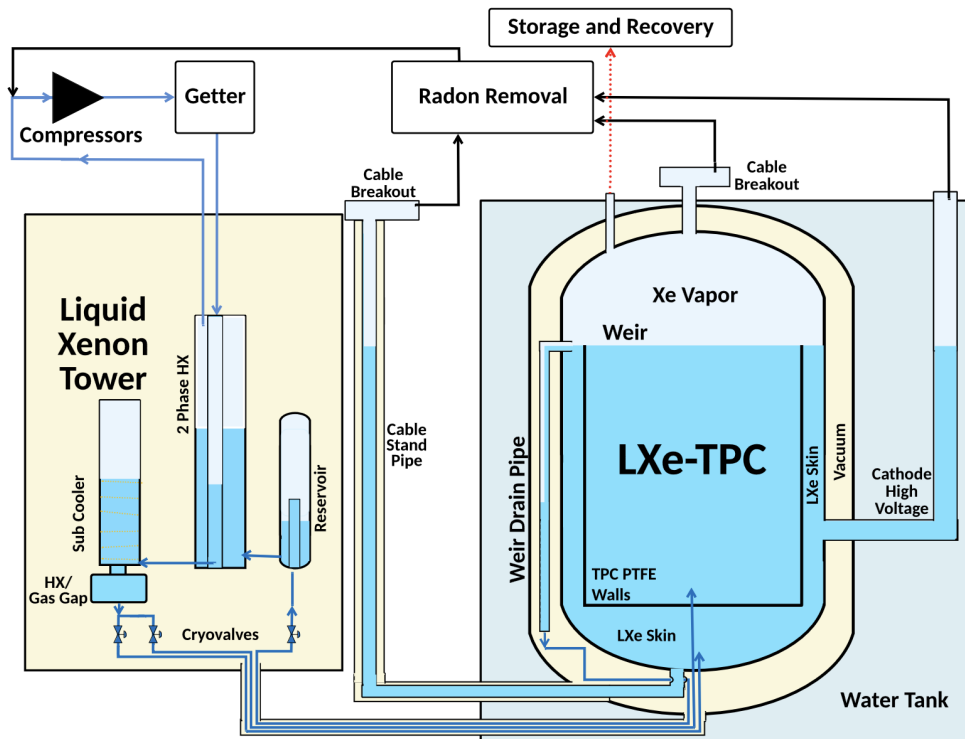 Storage and Recovery
Getter
Radon Removal
Compressors
Cable
Breakout
Cable
Breakout
Liquid
Xenon
Tower
2 Phase HX
Sub Cooler
Reservoir
HX/
Gas Gap
Cryovalves
Cable
Stand
Pipe
Xe Vapor
Weir
LXe-TPC
Weir Drain Pipe
LXe Skin
Vacuum
Cathode
High
Voltage
TPC PTFE
Walls
LXe Skin
Water Tank